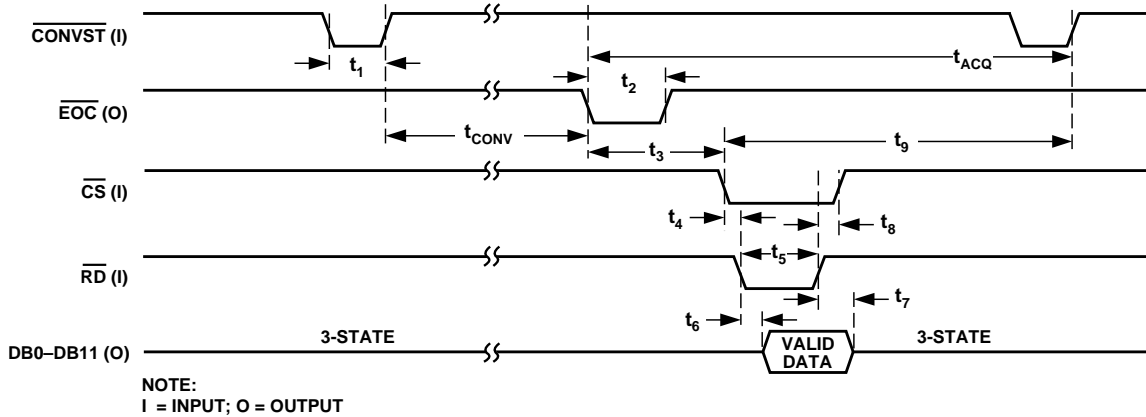 CONVST (I)
t1
tACQ
t2
EOC (O)
tCONV
t3
t9
CS (I)
t4
t8
t5
RD (I)
t7
t6
3-STATE
VALID
DATA
3-STATE
DB0–DB11 (O)
NOTE:
I = INPUT; O = OUTPUT